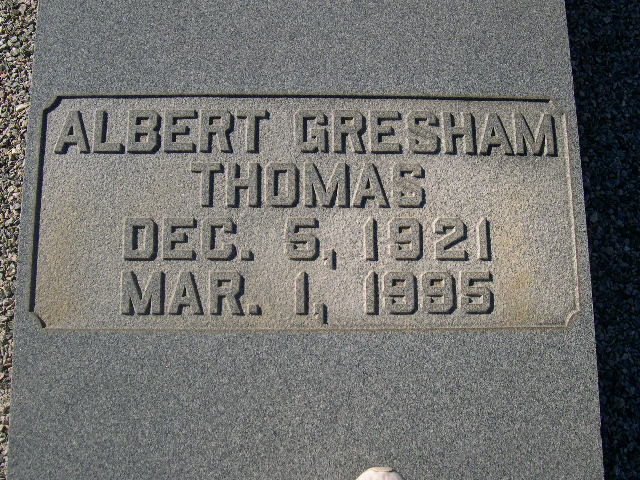 ALBERT GRESHAM
THOMAS
DEC. 5, 1921
MAR. 1, 1995